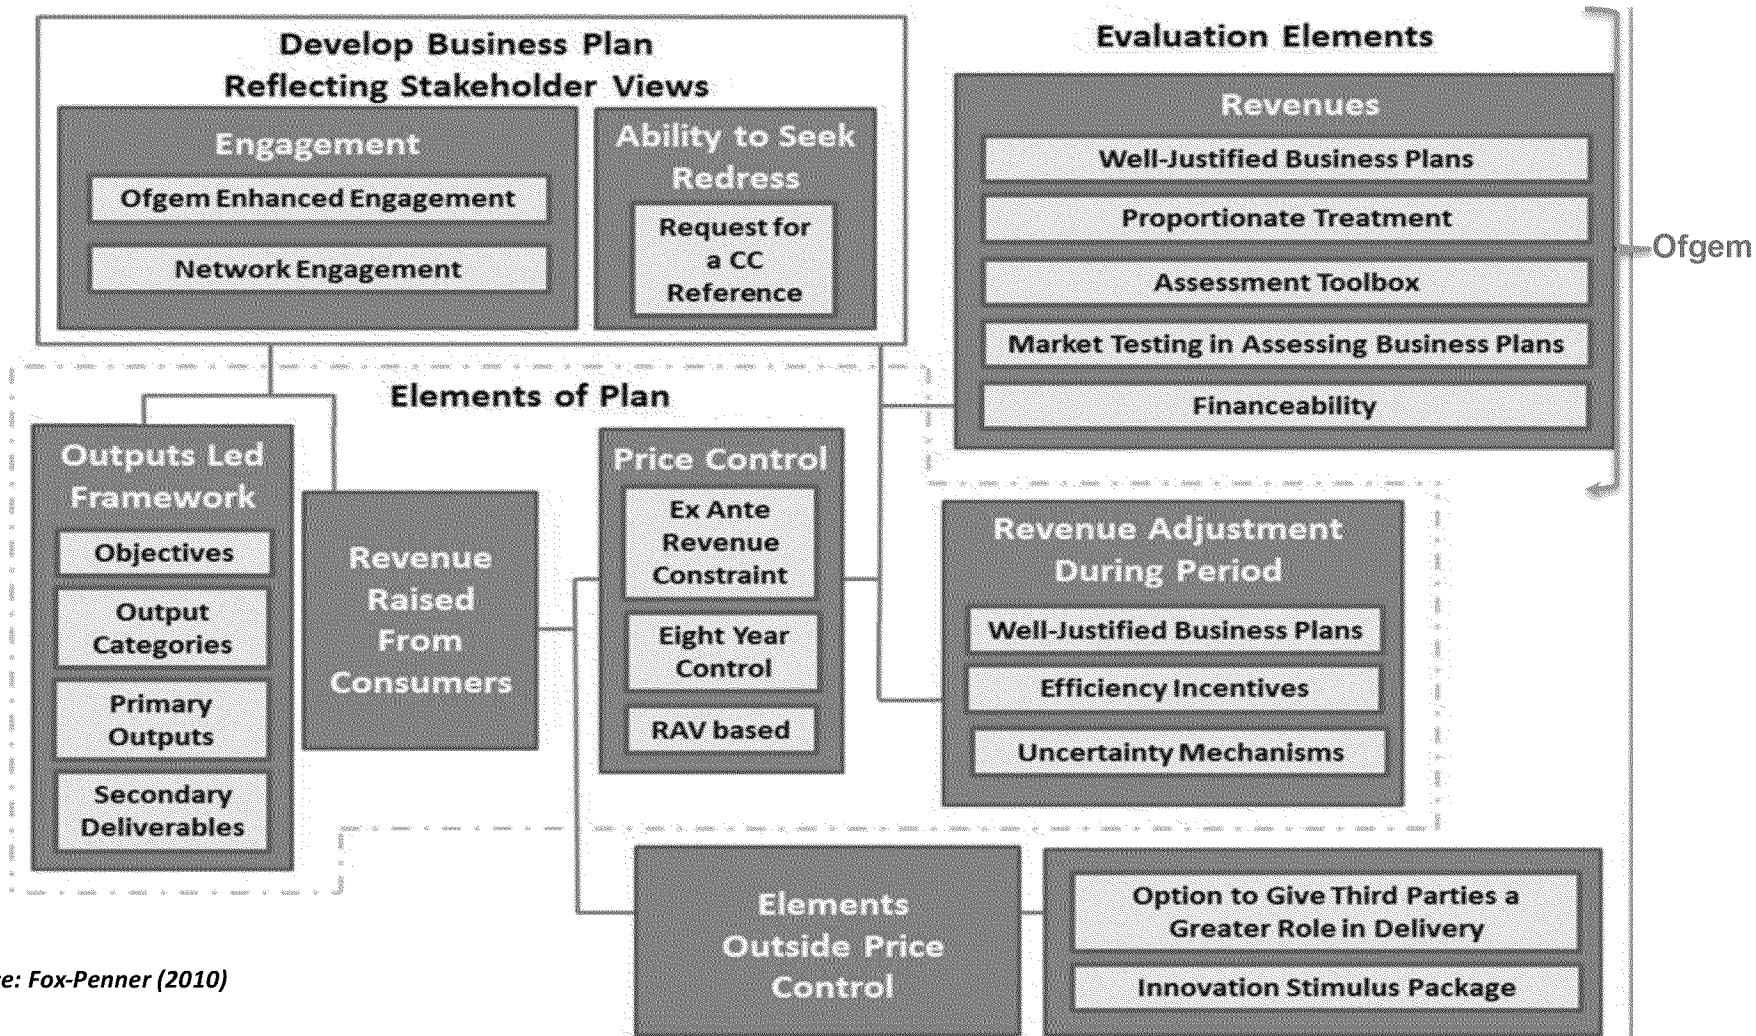 Develop Business Plan
Reflecting Stakeholder Views
Engagement
Ofgem Enhanced Engagement
Network Engagement
Ability to Seek
Redress
Request for
a CC
Reference
Evaluation Elements
Revenues
Well-Justified Business Plans
Proportionate Treatment
Assessment Toolbox
Market Testing in Assessing Business Plans
Financeability
Ofgem
Elements of Plan
Outputs Led
Framework
Objectives
Output
Categories
Primary
Outputs
Secondary
Deliverables
Revenue
Raised
From
Consumers
Price Control
Ex Ante
Revenue
Constraint
Eight Year
Control
RAV based
Revenue Adjustment
During Period
Well-Justified Business Plans
Efficiency Incentives
Uncertainty Mechanisms
Elements
Outside Price
Control
Option to Give Third Parties a
Greater Role in Delivery
Innovation Stimulus Package
Fox-Penner (2010)